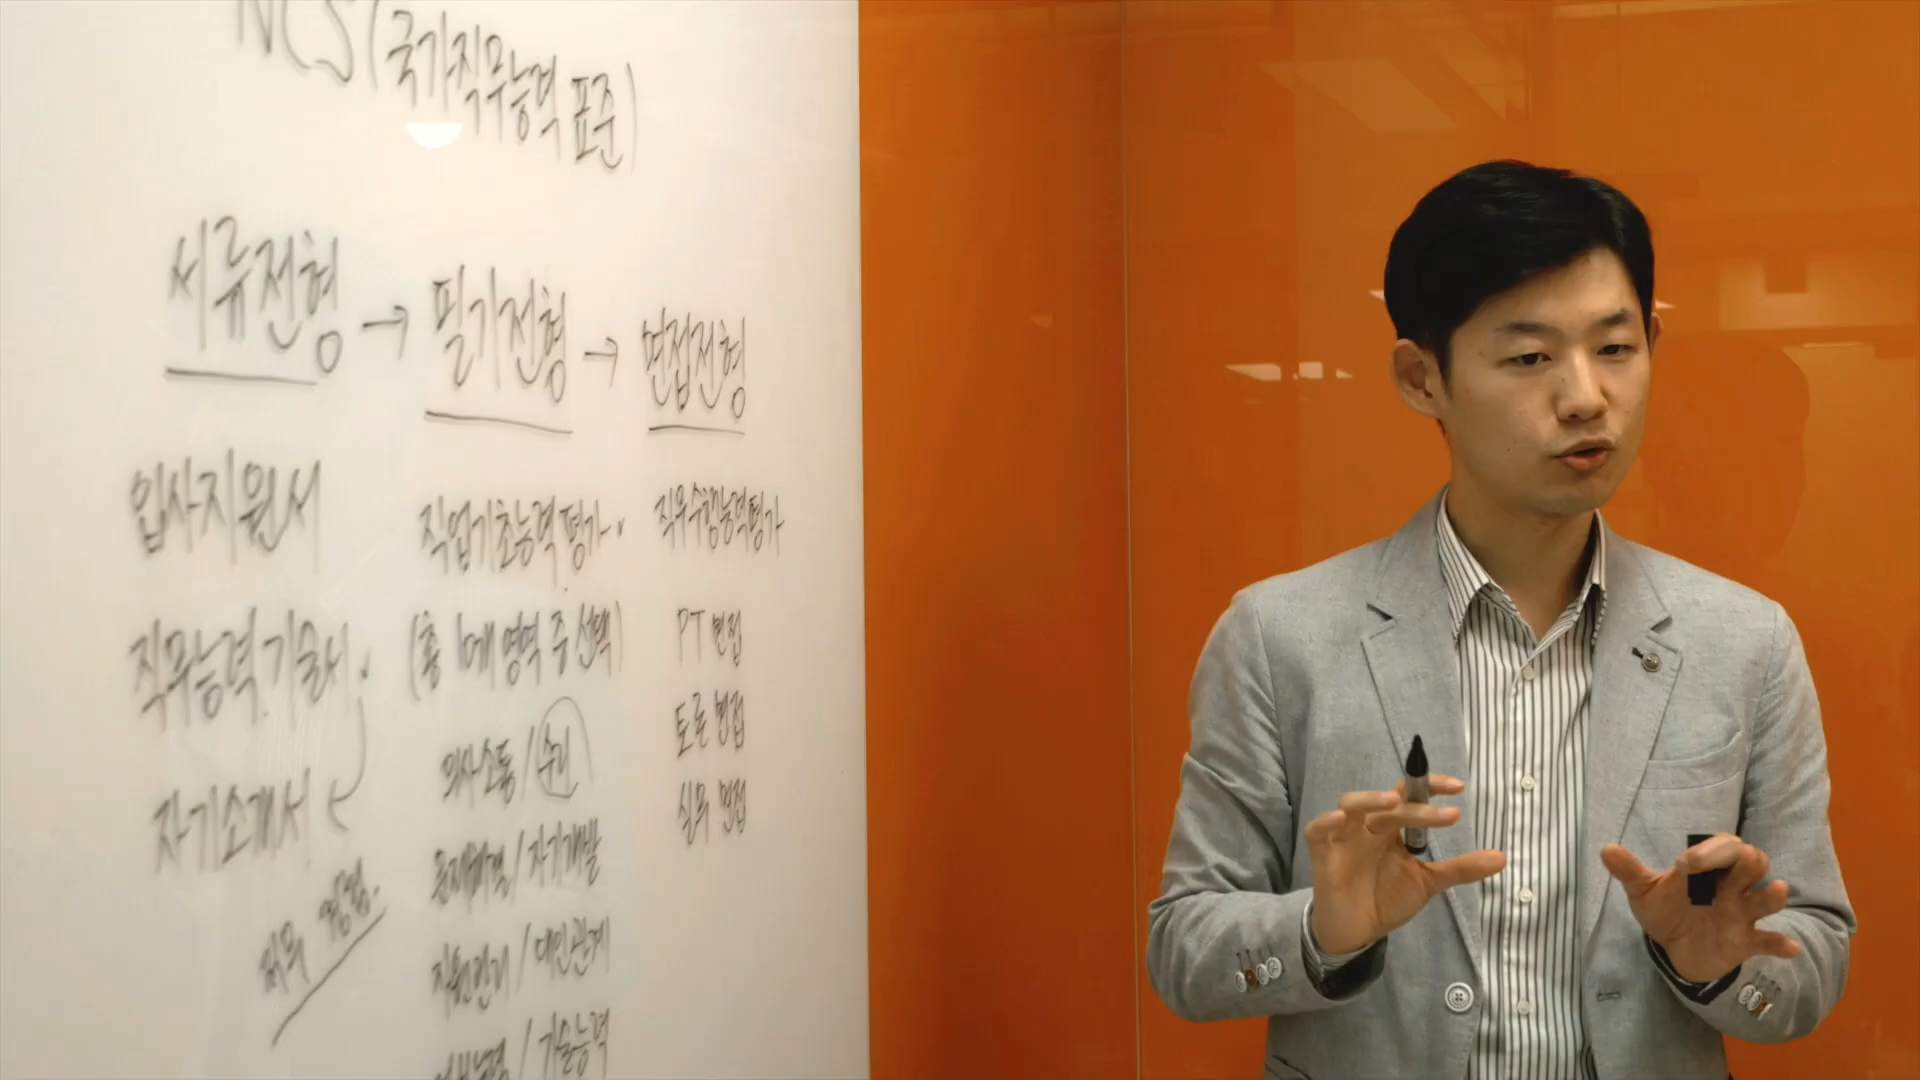 NCS(국가직무능력 표준)
서류전형 → 필기전형 → 면접전형
입사지원서
직무능력기술서
자기소개서
직무 경험
직업기초능력 평가
(총 10개 영역 중 선택)
의사소통 / 수리
문제해결 / 자기개발
자원관리 / 대인관계
/ 기술능력
직무수행능력평가
PT 면접
토론 면접
실무 면접